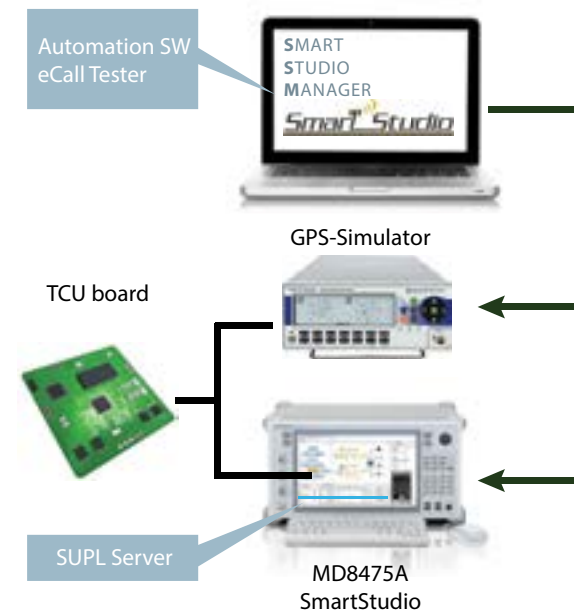 Automation SW
eCall Tester
SMART
STUDIO
MANAGER
Smart Studio
GPS-Simulator
TCU board
SUPL Server
MD8475A
SmartStudio